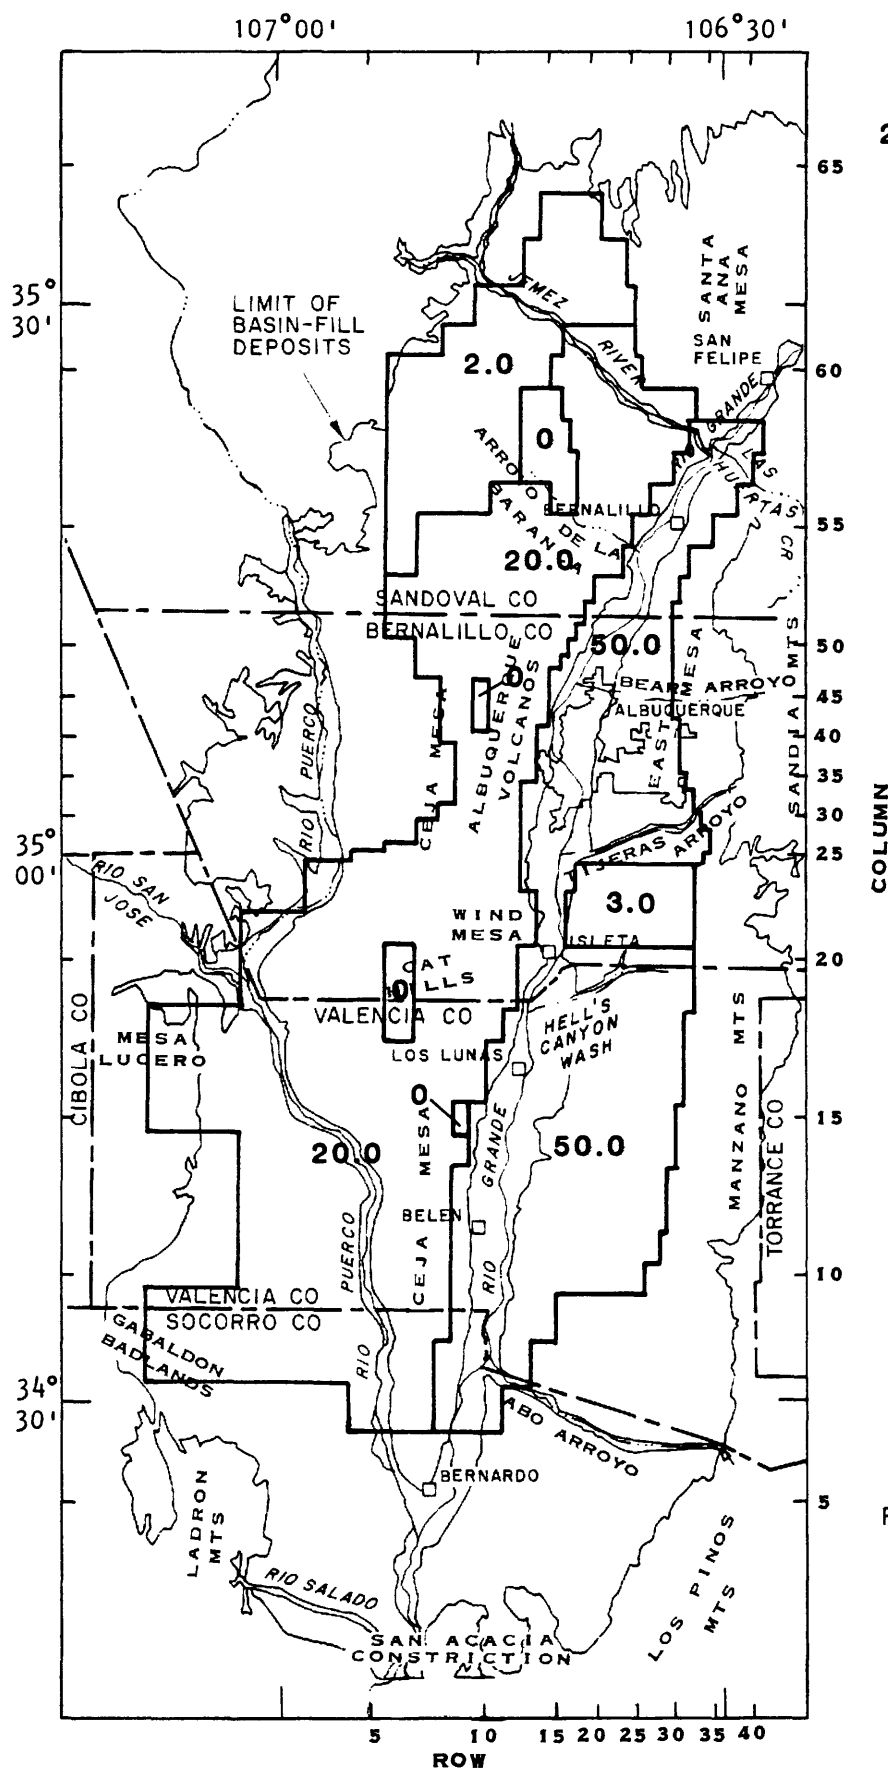 107°00'
106°30'
2
65
SANTA
ANA
MESA
JEMEZ
35°
30'
LIMIT OF
BASIN-FILL
DEPOSITS
SAN
FELIPE
RIVER
2.0
60
GRANDE
0
ARROYO
DE LA
BARANCA
LAS
HUERTAS
CR
BERNALILLO
55
20.0
SANDOVAL CO
BERNALILLO CO
50.0
50
0
BEAR ARROYO
45
ALBUQUERQUE
40
ALBUQUERQUE
VOLCANOS
EAST
MESA
SANDIA MTS
CEJA MESA
RIO PUERCO
35
30
COLUMN
35°
00'
25
TIJERAS ARROYO
RIO SAN
JOSE
3.0
WIND
MESA
ISLETA
20
CAT
HILLS
0
VALENCIA CO
HELL'S
CANYON
WASH
MESA
LUCERO
LOS LUNAS
CIBOLA CO
MANZANO MTS
TORRANCE CO
0
15
20.0
50.0
CEJA MESA
RIO GRANDE
BELEN
RIO PUERCO
10
VALENCIA CO
SOCORRO CO
GABALDON
BADLANDS
34°
30'
ABO ARROYO
BERNARDO
5
LADRON
MTS
RIO SALADO
LOS PINOS
MTS
SAN ACACIA
CONSTRICTION
5 10 15 20 25 30 35 40
ROW